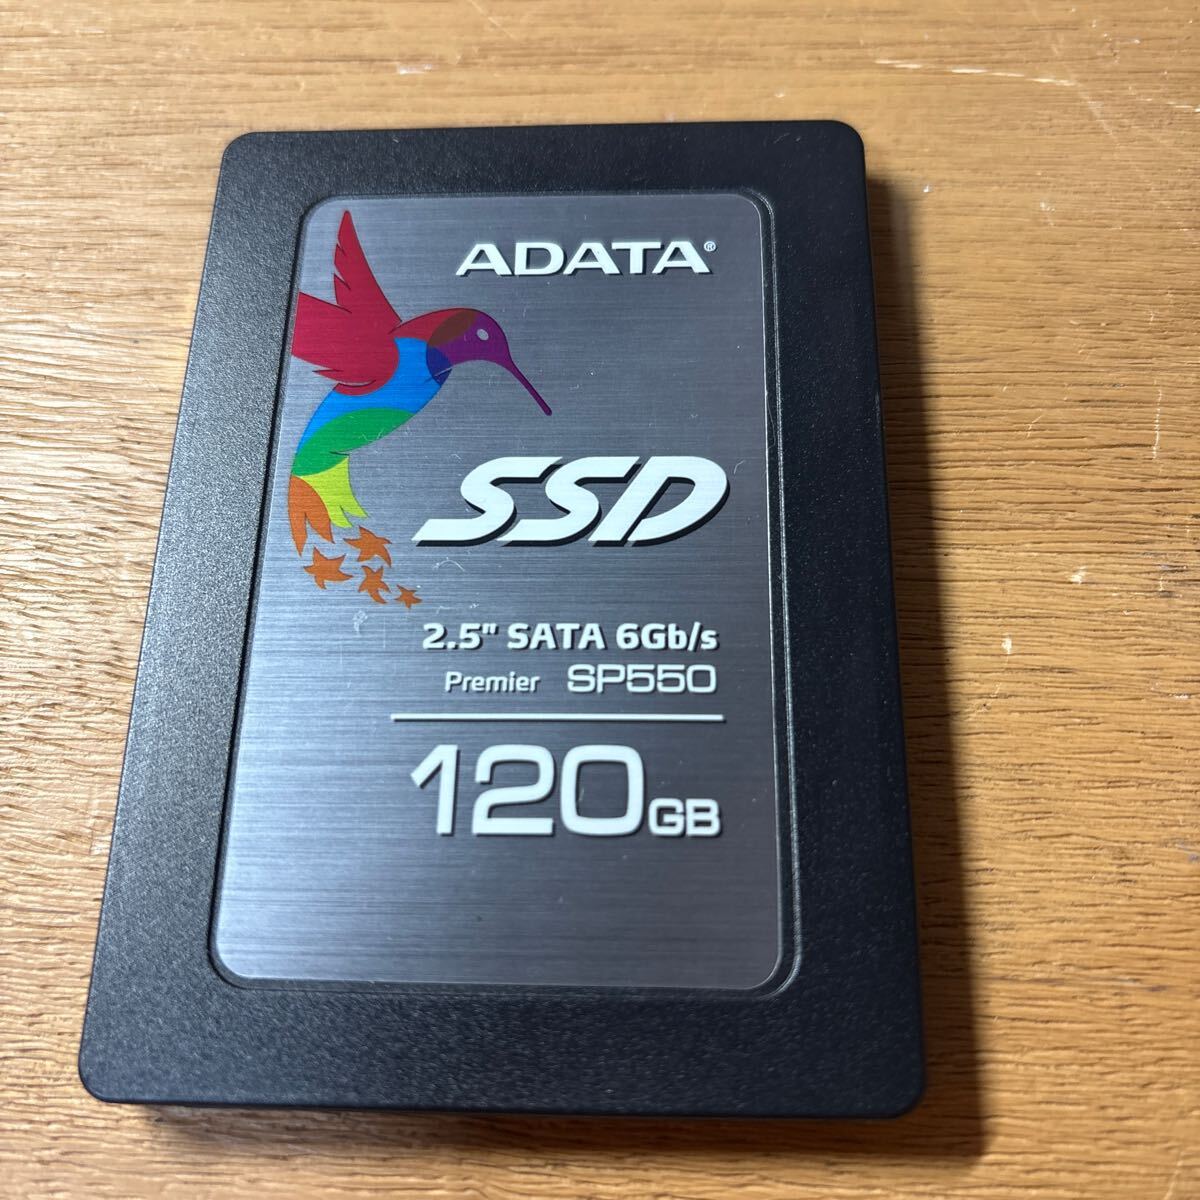 ADATA®
SSD
2.5" SATA 6Gb/s
Premier SP550
120GB